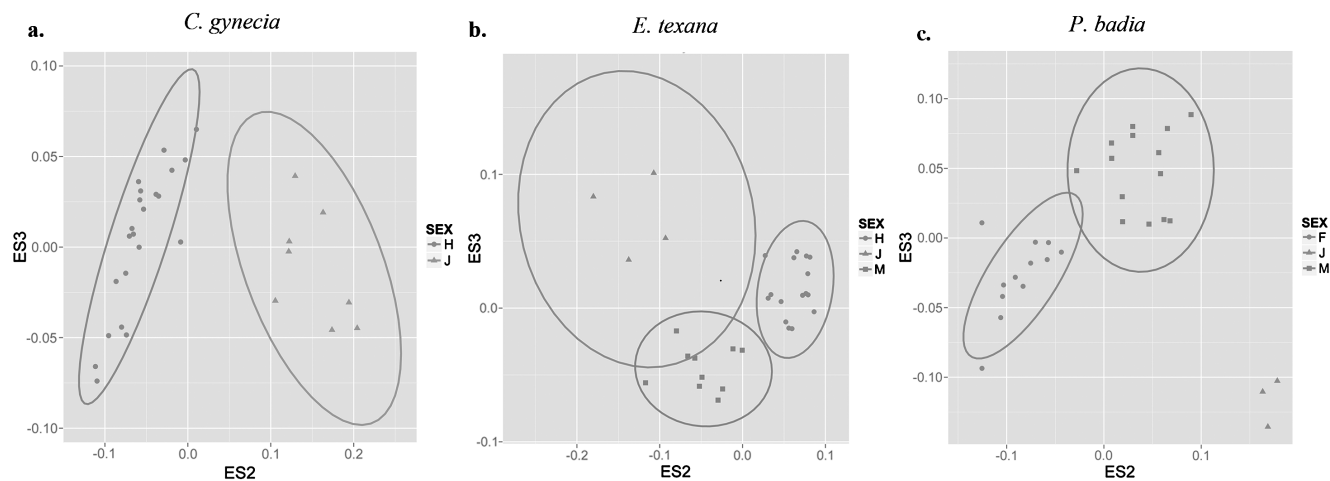 a.
C. gynecia
0.10
0.05
0.00
-0.05
-0.10
ES3
-0.1
0.0
0.1
0.2
ES2
SEX
H
J
b.
E. texana
0.1
0.0
-0.1
ES3
-0.2
-0.1
0.0
0.1
ES2
SEX
H
J
M
c.
P. badia
0.10
0.05
0.00
-0.05
-0.10
ES3
-0.1
0.0
0.1
ES2
SEX
F
J
M